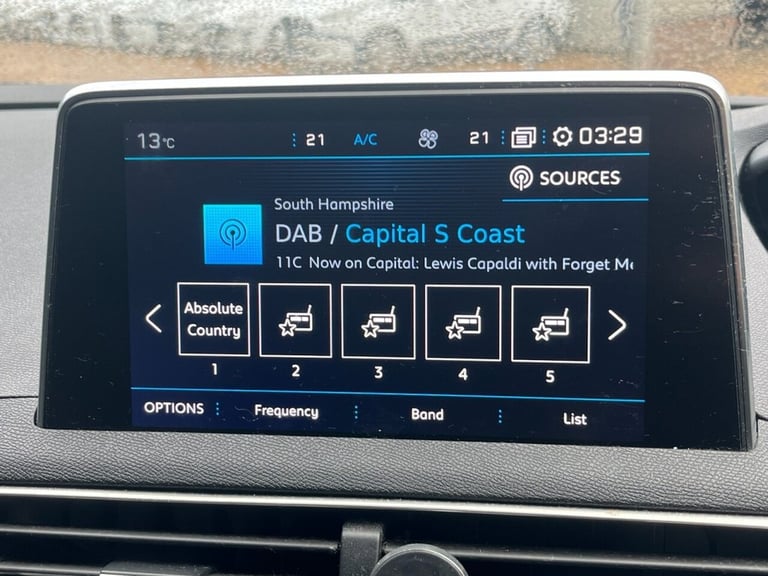 13°C 21 A/C 21 03:29
SOURCES
South Hampshire
DAB / Capital S Coast
11C Now on Capital: Lewis Capaldi with Forget
Absolute
Country
1 2 3 4 5
OPTIONS Frequency Band List